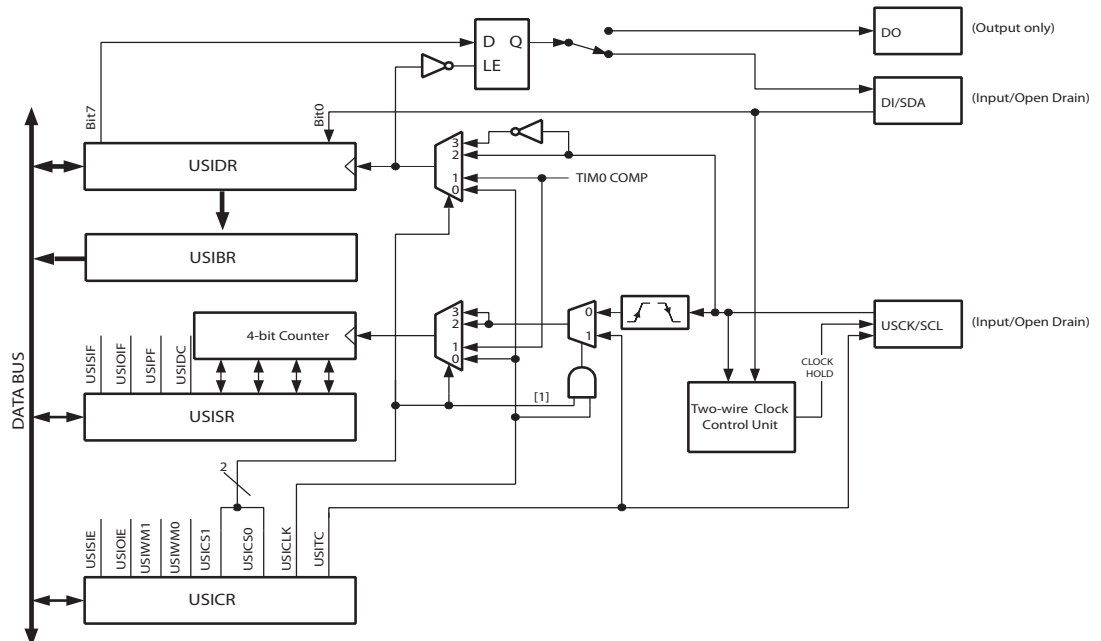 DO
(Output only)
D Q
LE
DI/SDA
(Input/Open Drain)
Bit7
Bit0
USIDR
3
2
1
0
TIM0 COMP
USIBR
DATA BUS
4-bit Counter
3
2
1
0
0
1
USCK/SCL
(Input/Open Drain)
CLOCK
HOLD
USISIF
USIOIF
USIPF
USIDC
[1]
Two-wire Clock
Control Unit
USISR
2
USISIE
USIOIE
USIWM1
USIWM0
USICS1
USICS0
USICLK
USITC
USICR